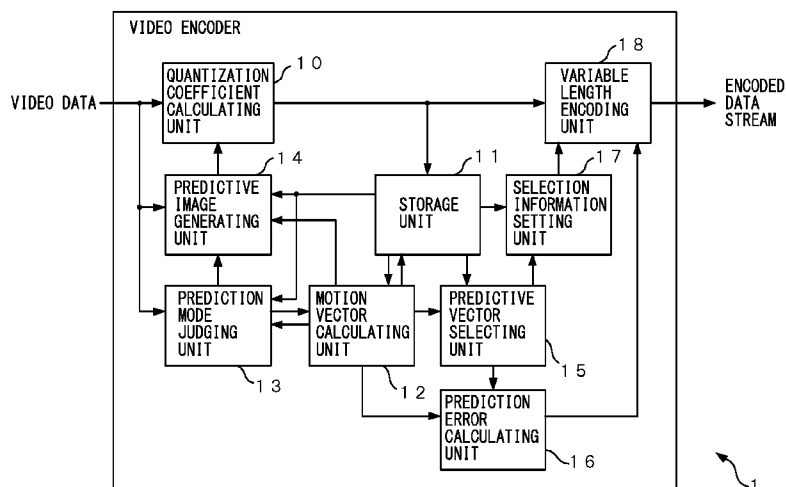 VIDEO ENCODER
VIDEO DATA
QUANTIZATION
COEFFICIENT
CALCULATING
UNIT
10
18
VARIABLE
LENGTH
ENCODING
UNIT
ENCODED
DATA
STREAM
14
PREDICTIVE
IMAGE
GENERATING
UNIT
11
STORAGE
UNIT
17
SELECTION
INFORMATION
SETTING
UNIT
PREDICTION
MODE
JUDGING
UNIT
13
MOTION
VECTOR
CALCULATING
UNIT
12
PREDICTIVE
VECTOR
SELECTING
UNIT
15
PREDICTION
ERROR
CALCULATING
UNIT
16
1